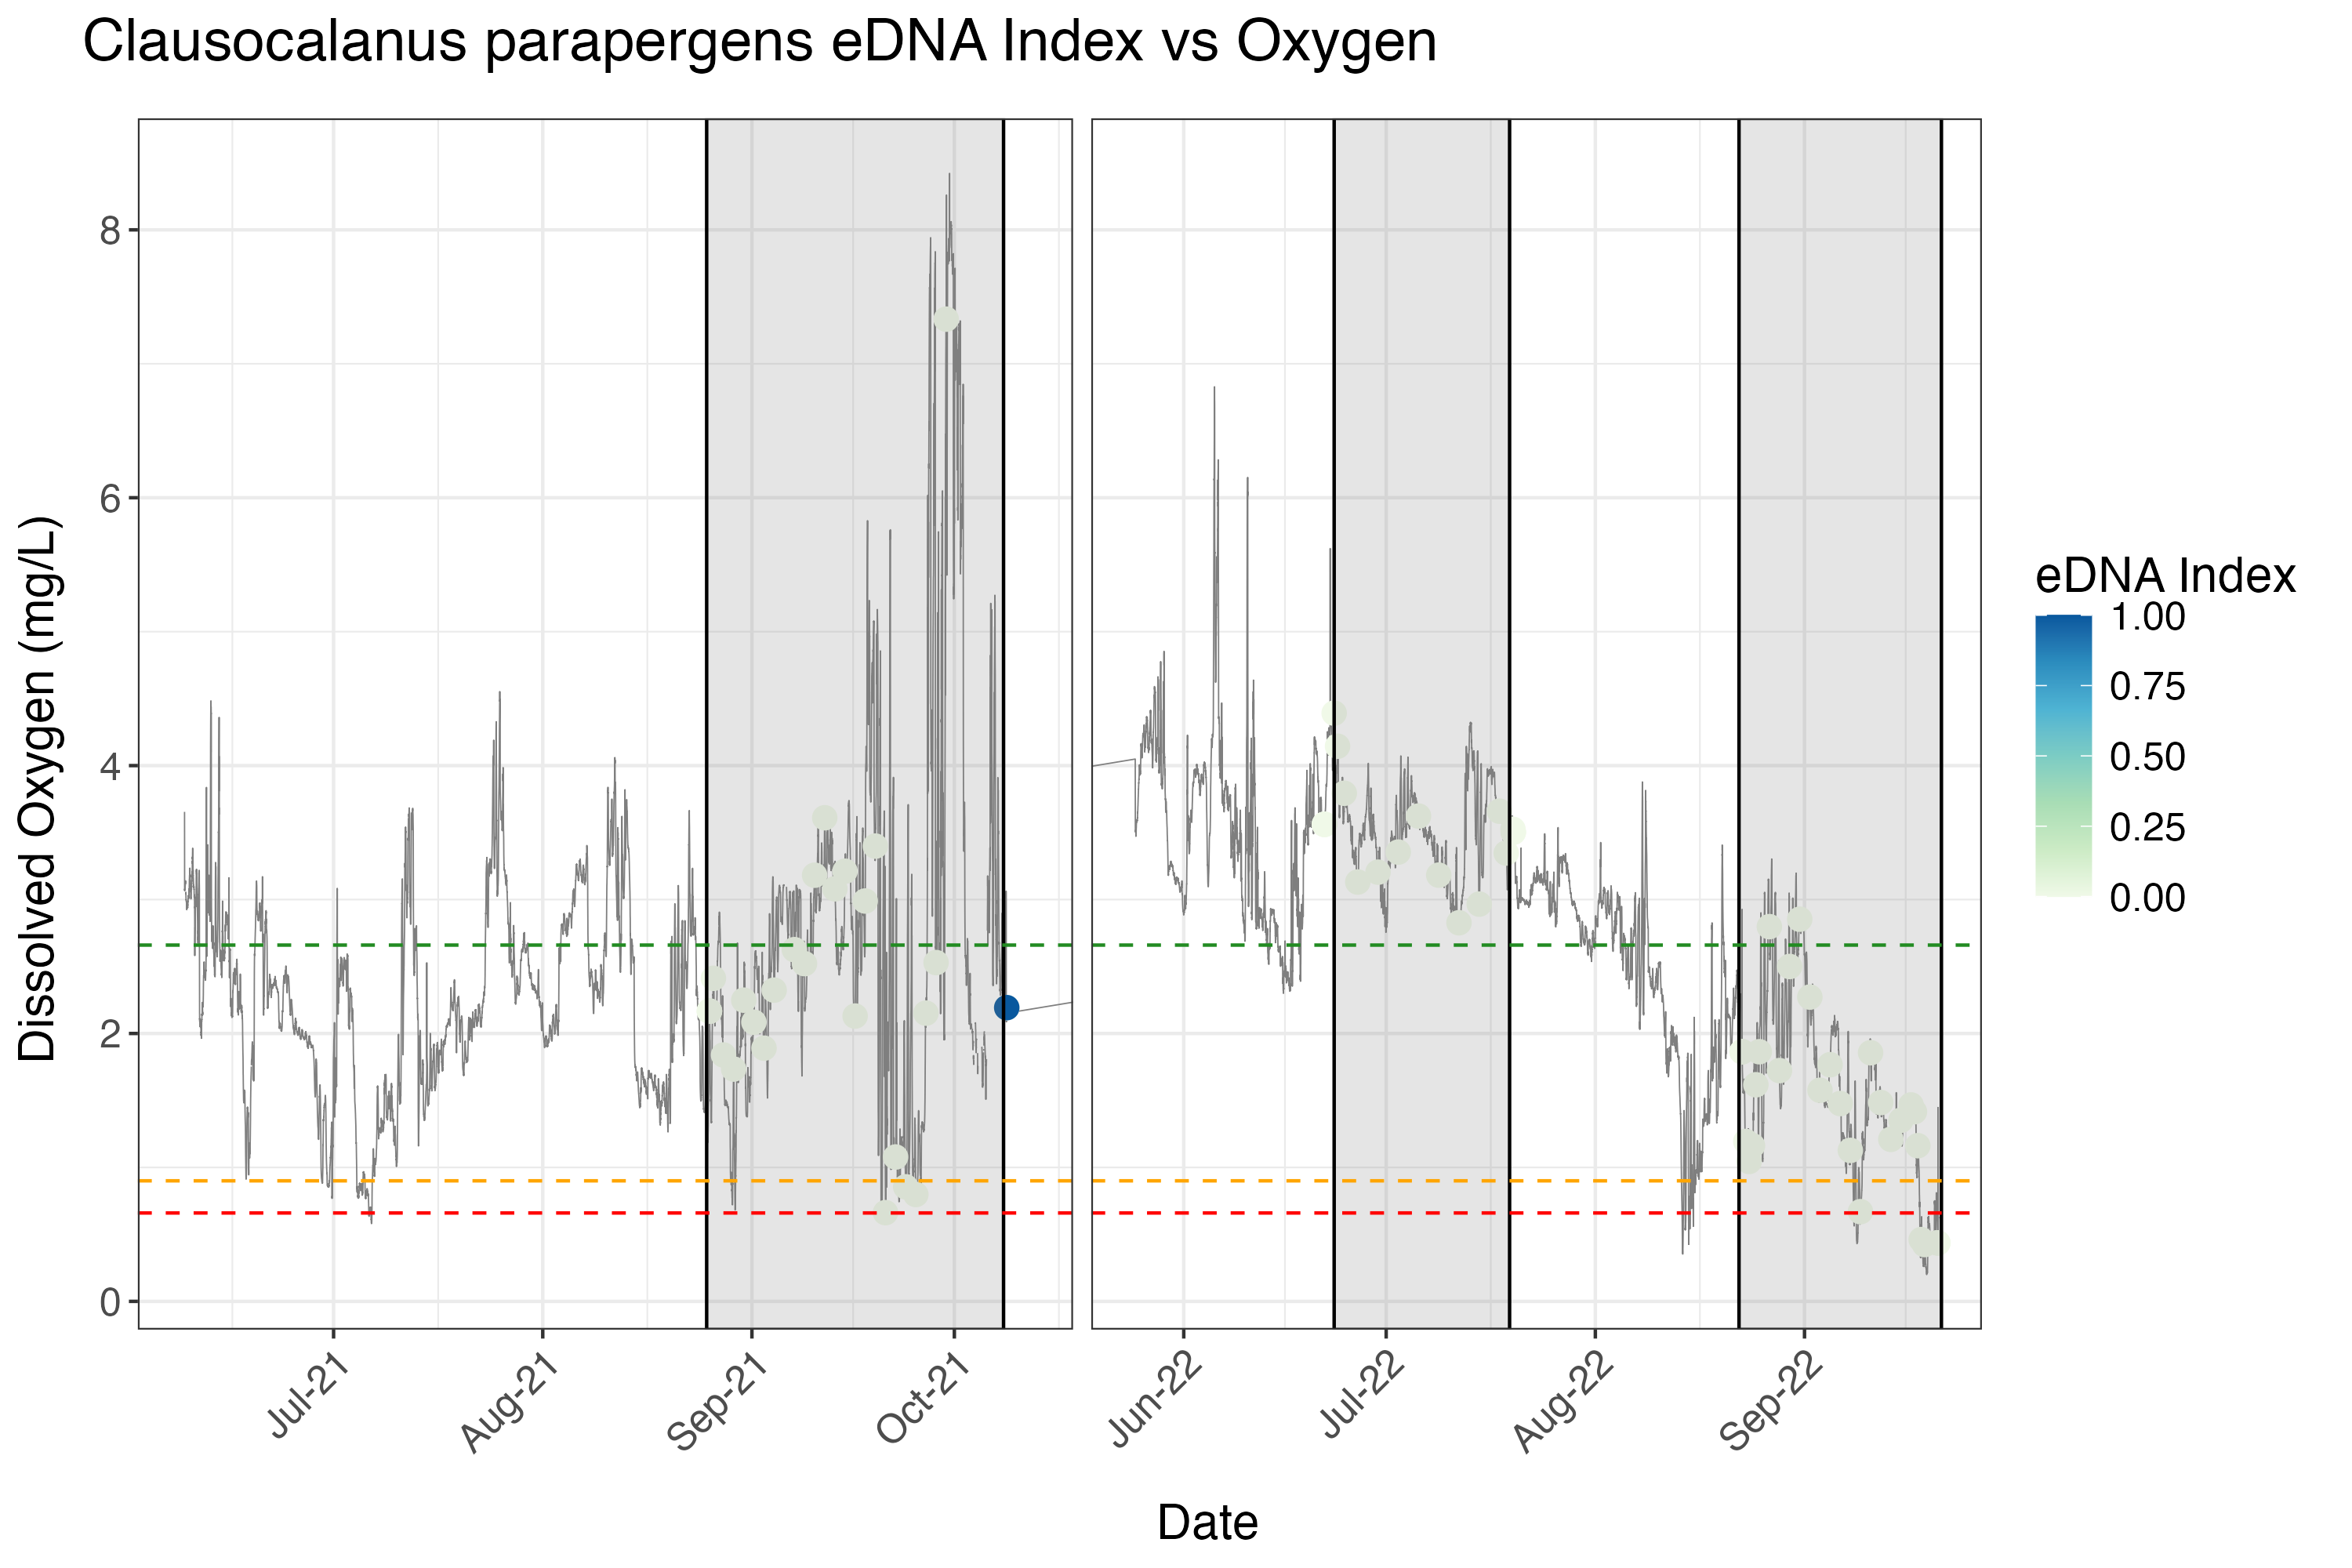 Clausocalanus parapergens eDNA Index vs Oxygen
Dissolved Oxygen (mg/L)
8
6
4
2
0
Jul-21
Aug-21
Sep-21
Oct-21
Jun-22
Jul-22
Aug-22
Sep-22
Date
eDNA Index
1.00
0.75
0.50
0.25
0.00